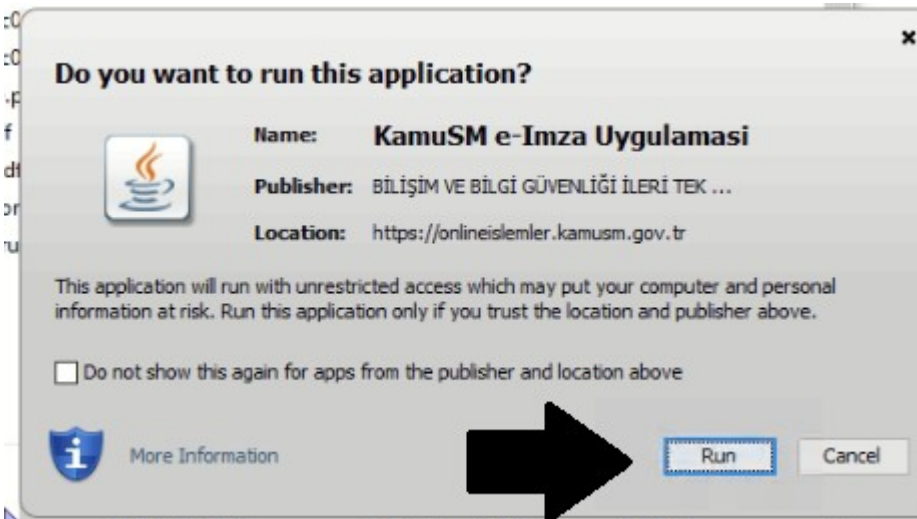 Do you want to run this application?
Name: KamuSM e-Imza Uygulamasi
Publisher: BİLİŞİM VE BİLGİ GÜVENLİĞİ İLERİ TEK ...
Location: https://onlineislemler.kamusm.gov.tr
This application will run with unrestricted access which may put your computer and personal
information at risk. Run this application only if you trust the location and publisher above.
Do not show this again for apps from the publisher and location above
More Information
Run Cancel